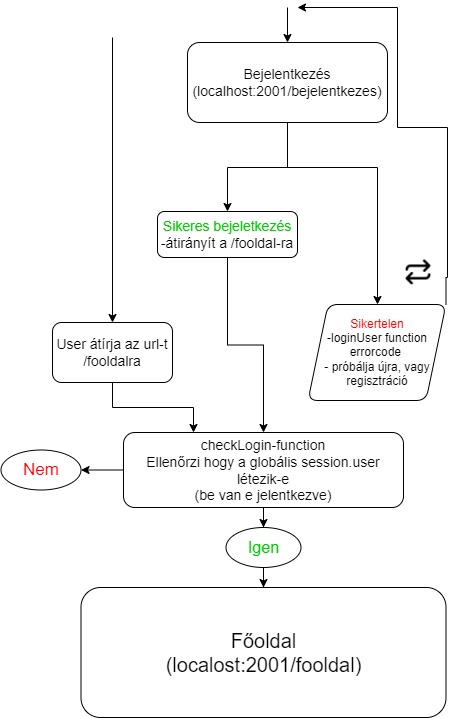 Bejelentkezés
(localhost:2001/bejelentkezes)
Sikeres bejeletkezés
-átirányít a /fooldal-ra
Sikertelen
-loginUser function
errorcode
- próbálja újra, vagy
regisztráció
User átírja az url-t
/fooldalra
checkLogin-function
Ellenőrzi hogy a globális session.user
létezik-e
(be van e jelentkezve)
Nem
Igen
Főoldal
(localost:2001/fooldal)